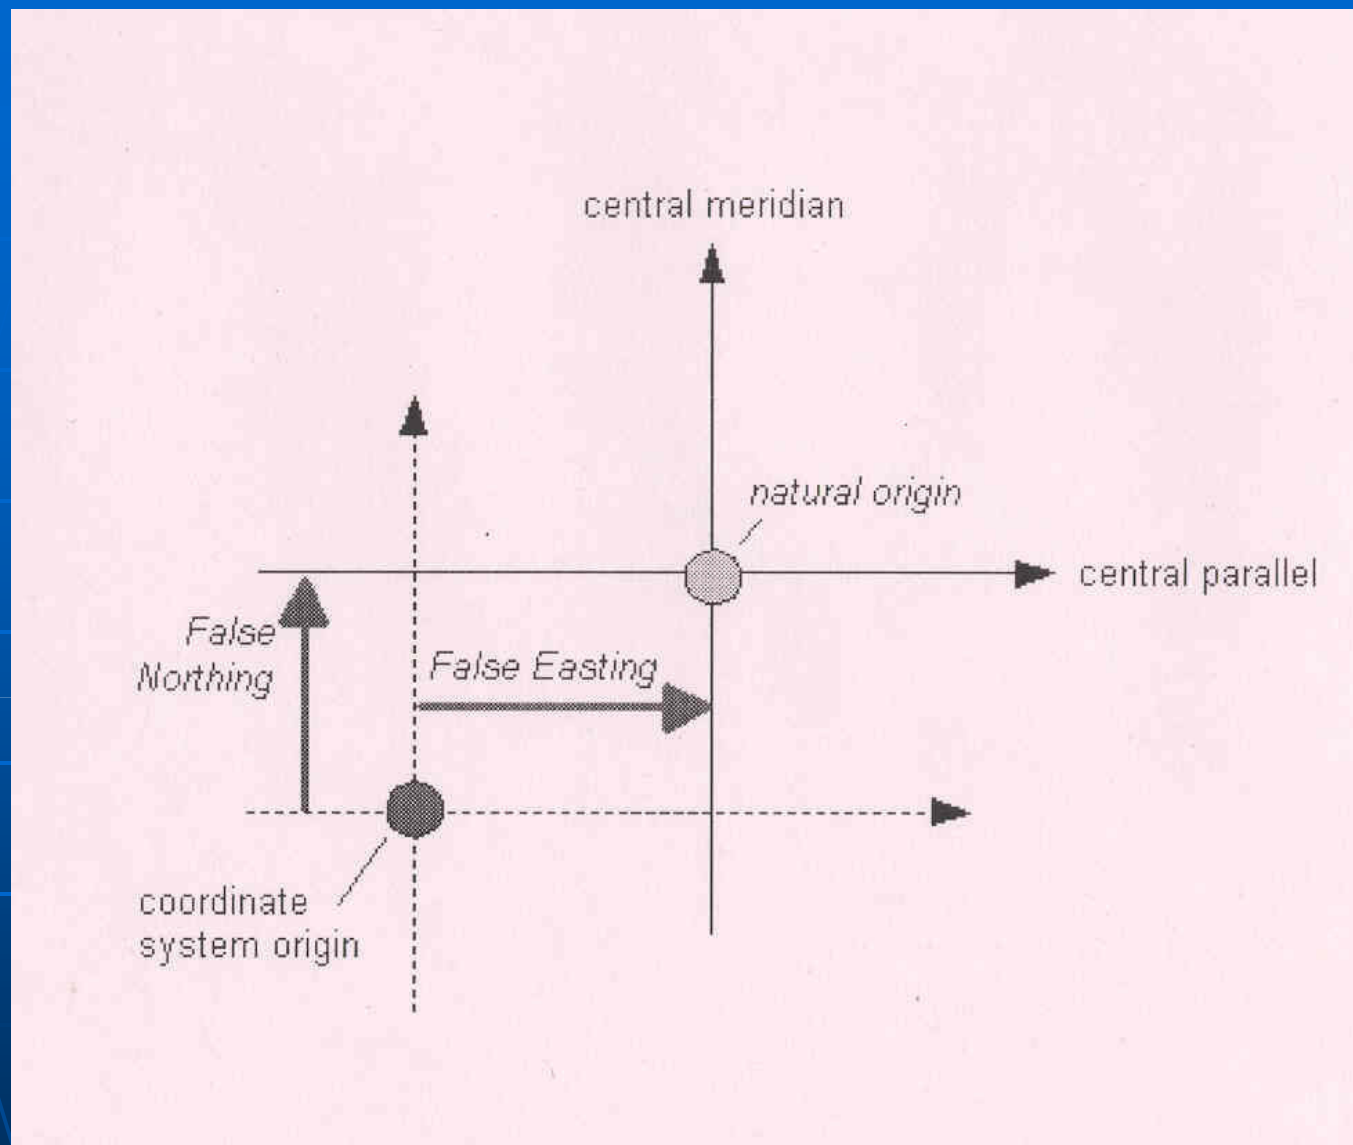 central meridian
natural origin
central parallel
False
Northing
False Easting
coordinate
system origin